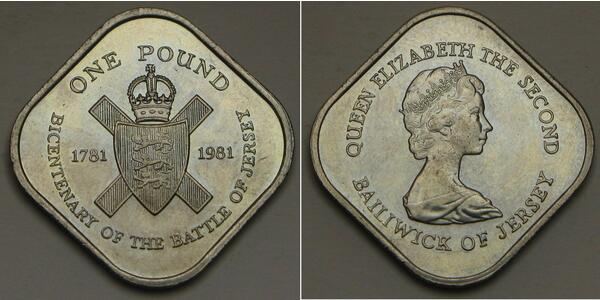 ONE POUND
1781 1981
BICENTENARY OF THE BATTLE OF JERSEY
QUEEN ELIZABETH THE SECOND
BAILIWICK OF JERSEY